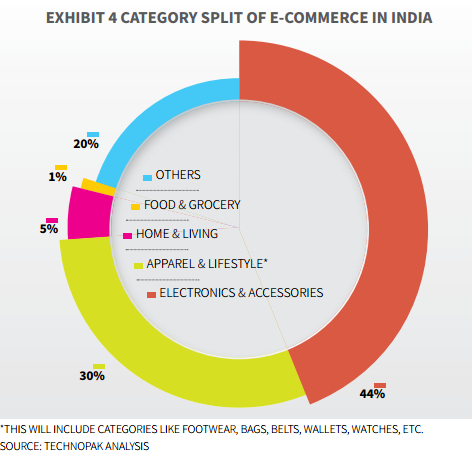 EXHIBIT 4 CATEGORY SPLIT OF E-COMMERCE IN INDIA
20%
OTHERS
1%
FOOD & GROCERY
5%
HOME & LIVING
APPAREL & LIFESTYLE*
ELECTRONICS & ACCESSORIES
30%
44%
*THIS WILL INCLUDE CATEGORIES LIKE FOOTWEAR, BAGS, BELTS, WALLETS, WATCHES, ETC.
SOURCE: TECHNOPAK ANALYSIS